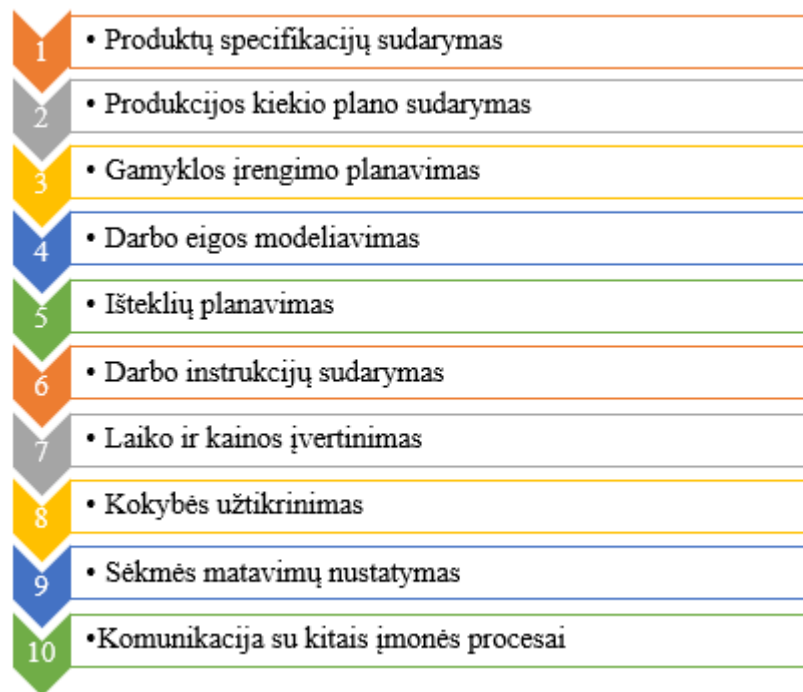 1 • Produktų specifikacijų sudarymas
2 • Produkcijos kiekio plano sudarymas
3 • Gamyklos įrengimo planavimas
4 • Darbo eigos modeliavimas
5 • Išteklių planavimas
6 • Darbo instrukcijų sudarymas
7 • Laiko ir kainos įvertinimas
8 • Kokybės užtikrinimas
9 • Sėkmės matavimų nustatymas
10 •Komunikacija su kitais įmonės procesai